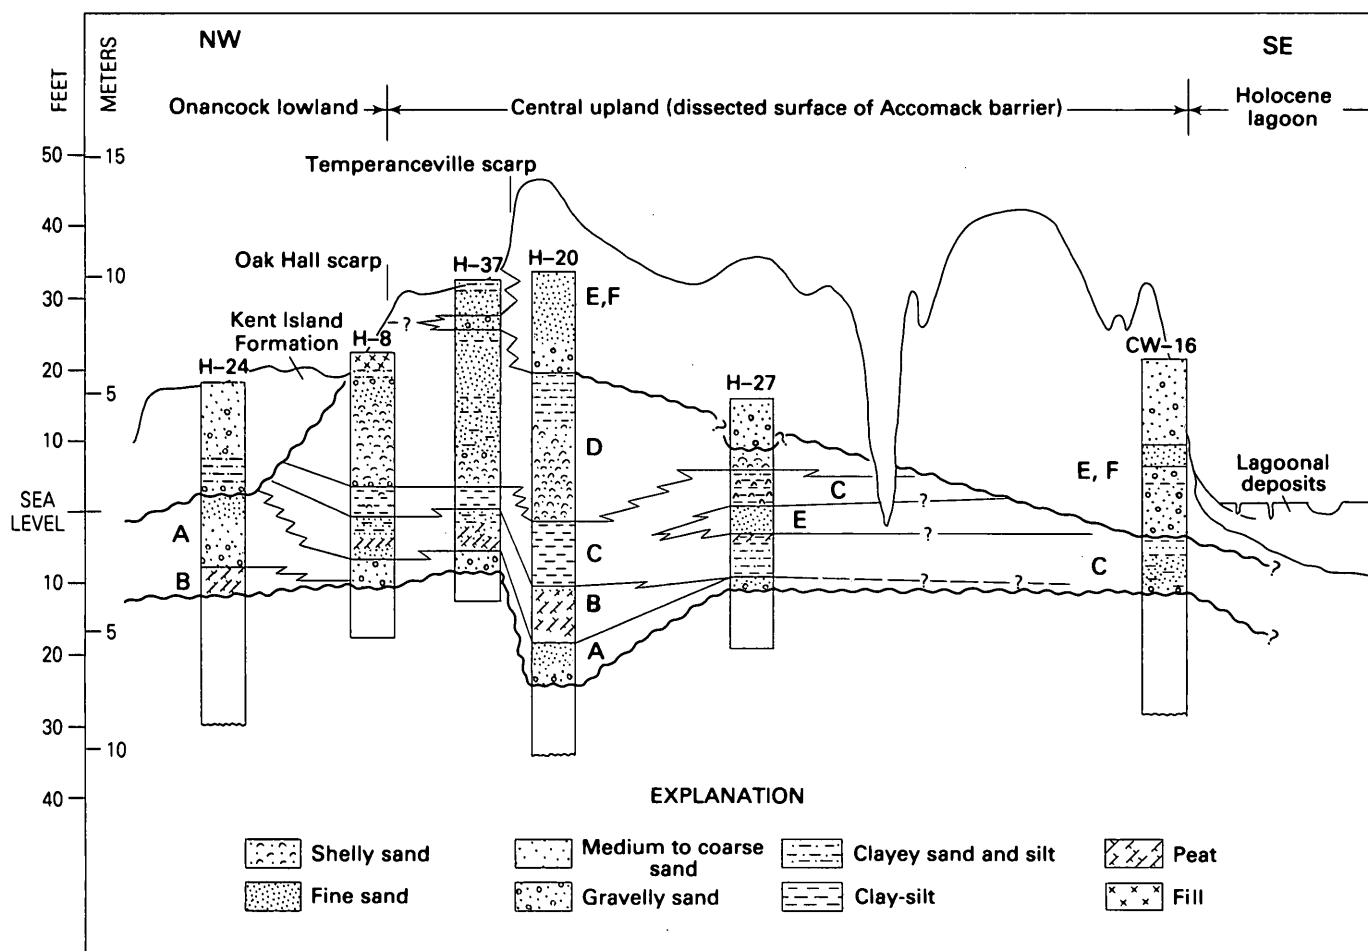 NW
SE
FEET
METERS
Onancock lowland
Central upland (dissected surface of Accomack barrier)
Holocene
lagoon
50
15
Temperanceville scarp
40
Oak Hall scarp
H–37
H–20
10
30
E,F
Kent Island
Formation
– ?
H–8
CW–16
20
H–24
5
H–27
10
?
?
D
E, F
Lagoonal
deposits
SEA
LEVEL
C
?
A
E
?
C
C
?
B
10
B
?
?
5
A
?
20
30
10
40
EXPLANATION
Shelly sand
Medium to coarse
sand
Clayey sand and silt
Peat
Fine sand
Gravelly sand
Clay-silt
Fill